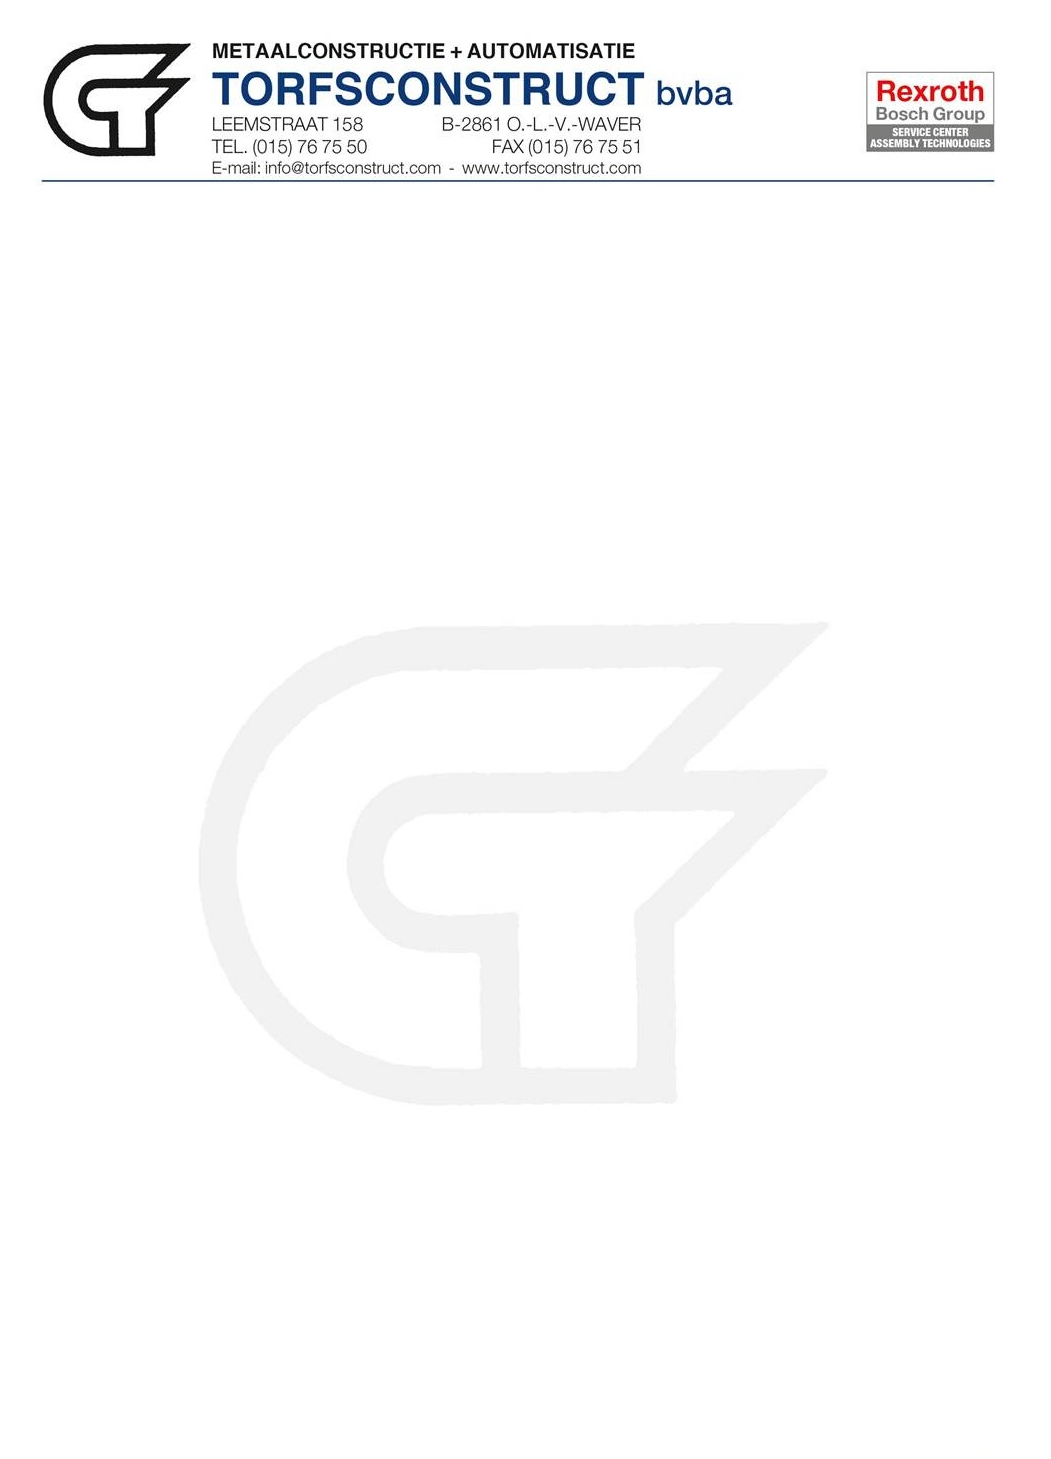 METAALCONSTRUCTIE + AUTOMATISATIE
TORFSCONSTRUCT bvba
LEEMSTRAAT 158 B-2861 O.-L.-V.-WAVER
TEL. (015) 76 75 50 FAX (015) 76 75 51
E-mail: info@torfsconstruct.com - www.torfsconstruct.com
Rexroth
Bosch Group
SERVICE CENTER
ASSEMBLY TECHNOLOGIES